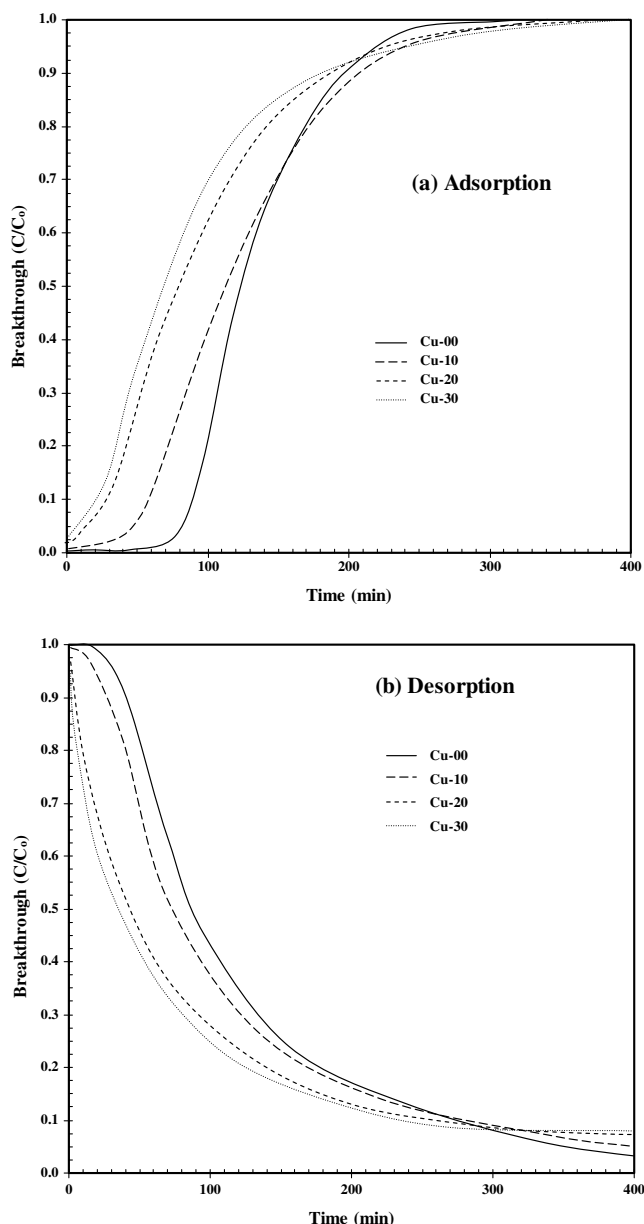 1.0
0.9
0.8
0.7
0.6
0.5
0.4
0.3
0.2
0.1
0.0
Breakthrough (C/Co)
(a) Adsorption
Cu-00
Cu-10
Cu-20
Cu-30
0 100 200 300 400
Time (min)
1.0
0.9
0.8
0.7
0.6
0.5
0.4
0.3
0.2
0.1
0.0
Breakthrough (C/Co)
(b) Desorption
Cu-00
Cu-10
Cu-20
Cu-30
0 100 200 300 400
Time (min)